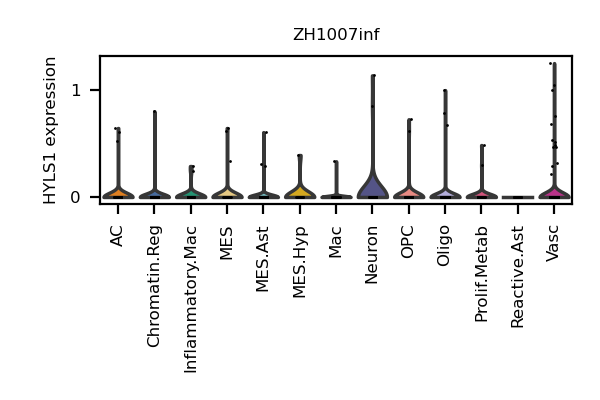 ZH1007inf
HYLS1 expression
1
0
AC
Chromatin.Reg
Inflammatory.Mac
MES
MES.Ast
MES.Hyp
Mac
Neuron
OPC
Oligo
Prolif.Metab
Reactive.Ast
Vasc